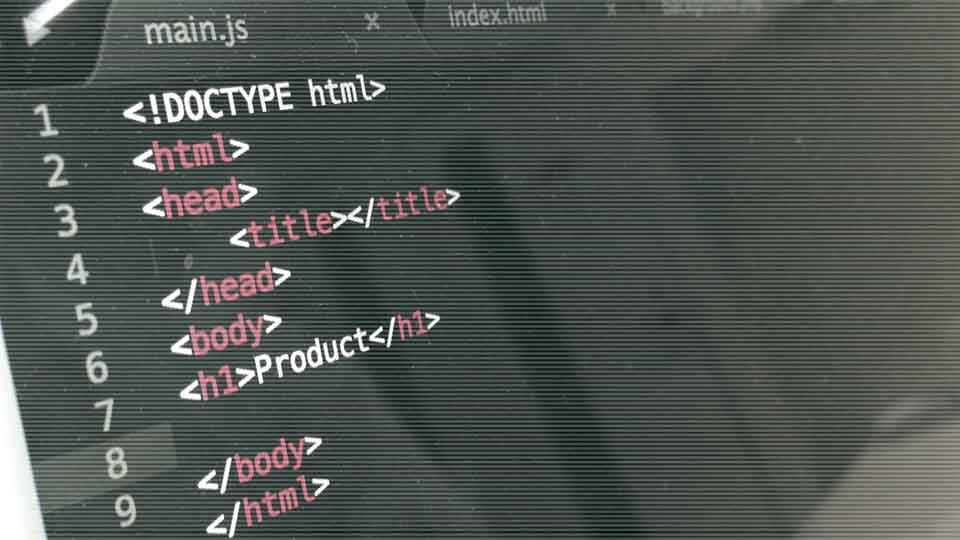 main.js × index.html ×
1 <!DOCTYPE html>
2 <html>
3 <head>
4 <title></title>
5 </head>
6 <body>
7 <h1>Product</h1>
8
9 </body>
</html>